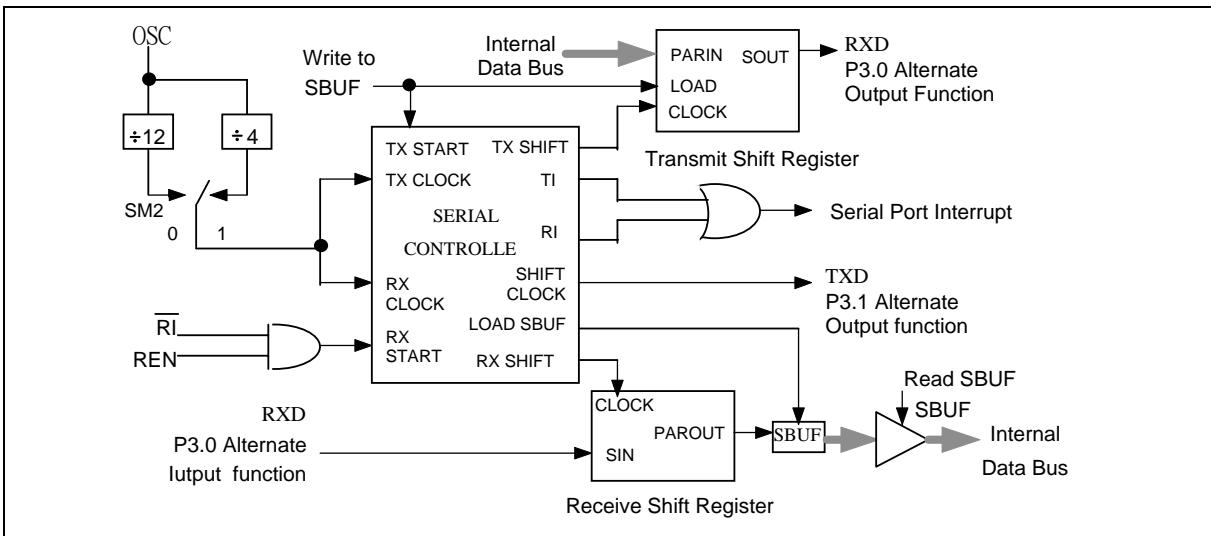 OSC
÷12
÷4
SM2
0
1
Write to
SBUF
Internal
Data Bus
PARIN
SOUT
LOAD
CLOCK
RXD
P3.0 Alternate
Output Function
Transmit Shift Register
TX START
TX SHIFT
TX CLOCK
TI
SERIAL
RI
CONTROLLE
SHIFT
CLOCK
RX
CLOCK
LOAD SBUF
RX
START
RX SHIFT
Serial Port Interrupt
TXD
P3.1 Alternate
Output function
RI
REN
RXD
P3.0 Alternate
Iutput function
CLOCK
PAROUT
SIN
Receive Shift Register
SBUF
Read SBUF
SBUF
Internal
Data Bus